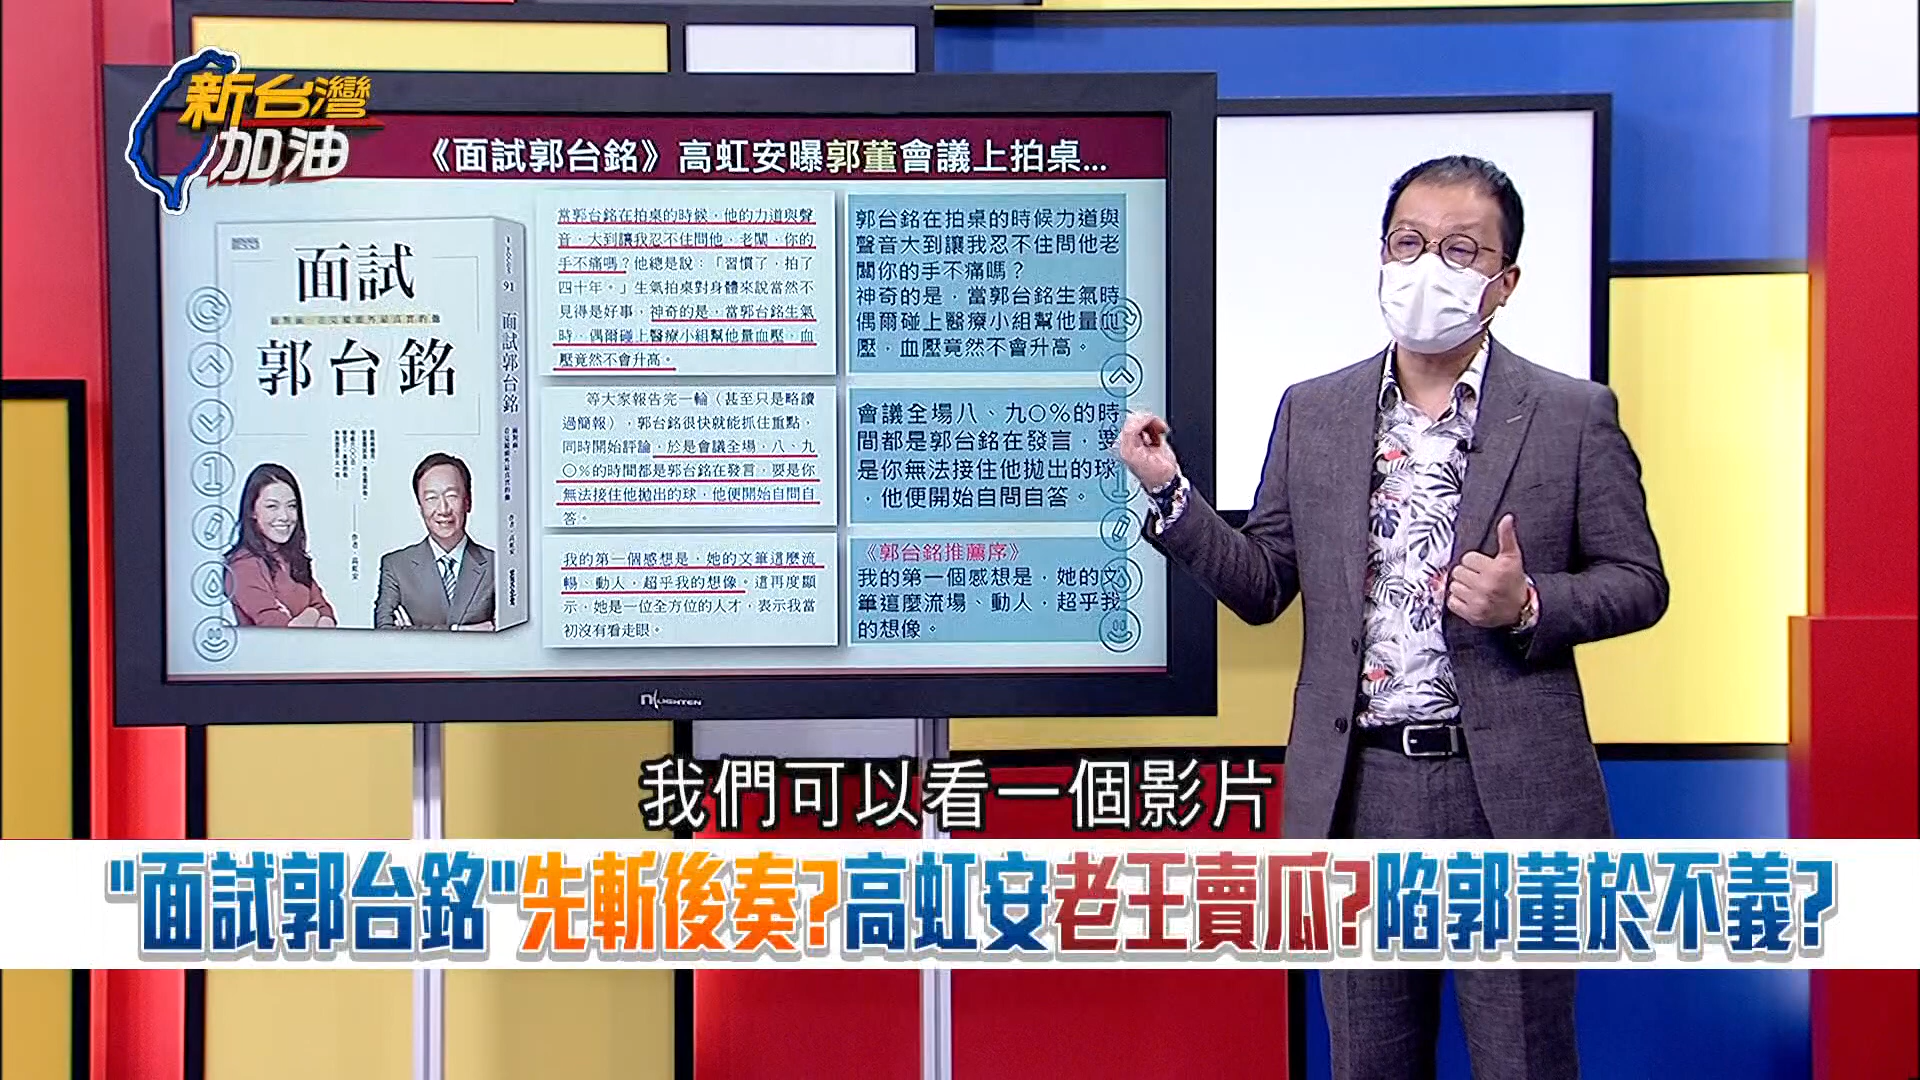 新台灣
加油
《面試郭台銘》高虹安曝郭董會議上拍桌...
面試
郭台銘
91
面試郭台銘
當郭台銘在拍桌的時候，他的力道與聲
音，大到讓我忍不住問他，老闆，你的
手不痛嗎？他總是說：「習慣了，拍了
四十年。」生氣拍桌對身體來說當然不
見得是好事，神奇的是，當郭台銘生氣
時，偶爾碰上醫療小組幫他量血壓，血
壓竟然不會升高。
等大家報告完一輪（甚至只是略讀
過簡報），郭台銘很快就能抓住重點，
同時開始評論，於是會議全場，八、九
〇%的時間都是郭台銘在發言，要是你
無法接住他拋出的球，他便開始自問自
答。
我的第一個感想是，她的文筆這麼流
暢、動人，超乎我的想像。這再度顯
示，她是一位全方位的人才，表示我當
初沒有看走眼。
郭台銘在拍桌的時候力道與
聲音大到讓我忍不住問他老
闆你的手不痛嗎？
神奇的是，當郭台銘生氣時
偶爾碰上醫療小組幫他量血
壓，血壓竟然不會升高。
會議全場八、九〇%的時
間都是郭台銘在發言，要
是你無法接住他拋出的球
，他便開始自問自答。
《郭台銘推薦序》
我的第一個感想是，她的文
筆這麼流場、動人，超乎我
的想像。
NLIGHTEN
我們可以看一個影片
"面試郭台銘"先斬後奏?高虹安老王賣瓜?陷郭董於不義?